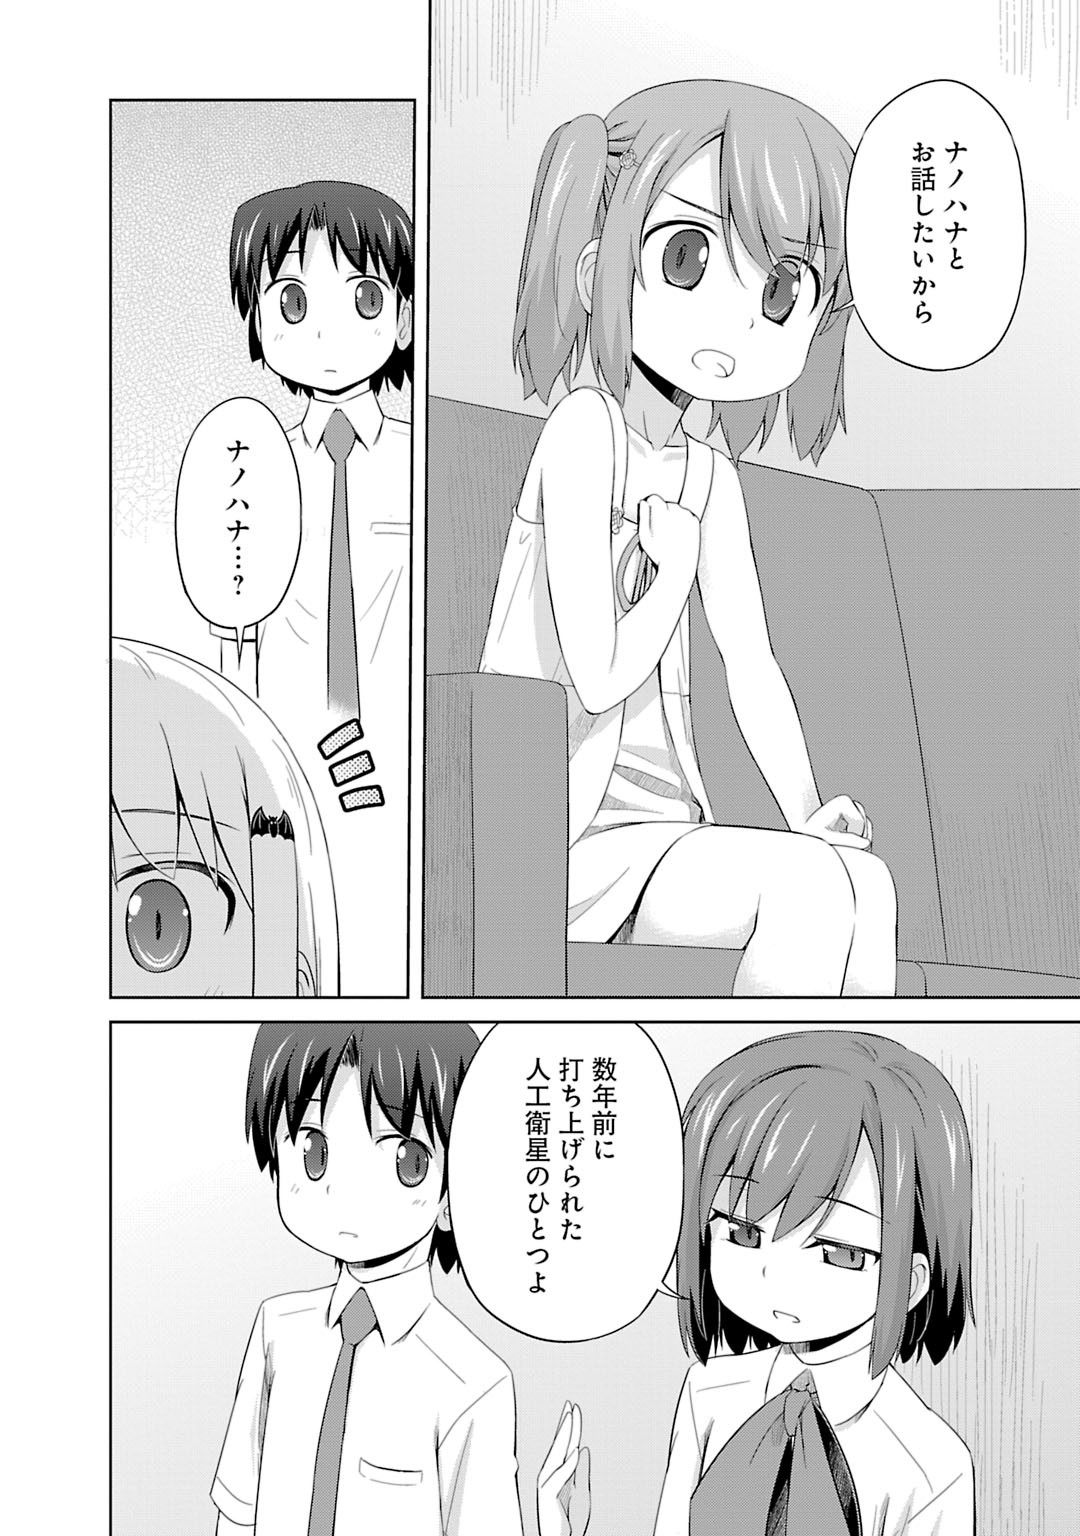 ナノハナと
お話したいから
ナノハナ…?
数年前に
打ち上げられた
人工衛星のひとつよ